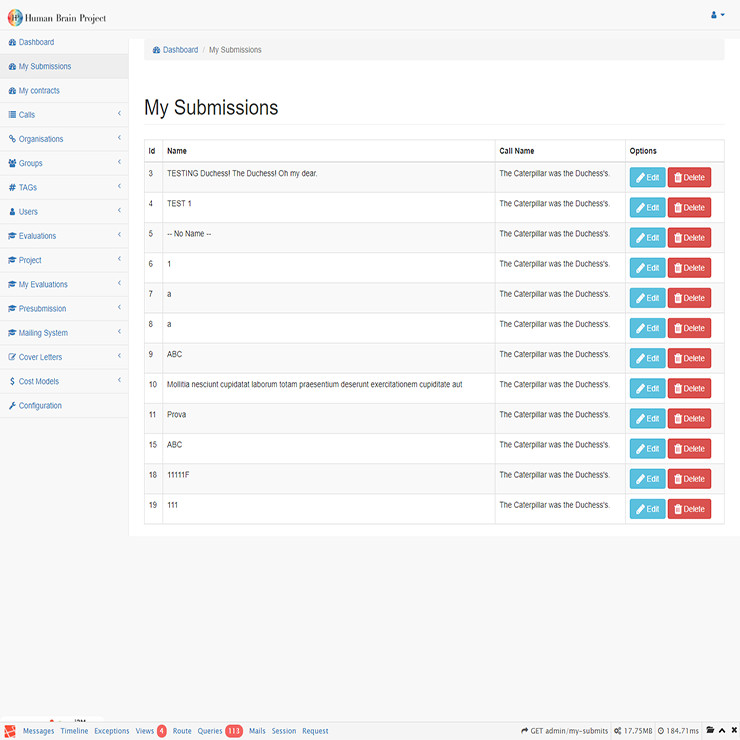 Human Brain Project
Dashboard
My Submissions
My contracts
Calls
Organisations
Groups
TAGs
Users
Evaluations
Project
My Evaluations
Presubmission
Mailing System
Cover Letters
Cost Models
Configuration
Dashboard / My Submissions
My Submissions
Id Name Call Name Options
3 TESTING Duchess! The Duchess! Oh my dear. The Caterpillar was the Duchess's. Edit Delete
4 TEST 1 The Caterpillar was the Duchess's. Edit Delete
5 -- No Name -- The Caterpillar was the Duchess's. Edit Delete
6 1 The Caterpillar was the Duchess's. Edit Delete
7 a The Caterpillar was the Duchess's. Edit Delete
8 a The Caterpillar was the Duchess's. Edit Delete
9 ABC The Caterpillar was the Duchess's. Edit Delete
10 Mollitia nesciunt cupidatat laborum totam praesentium deserunt exercitationem cupiditate aut The Caterpillar was the Duchess's. Edit Delete
11 Prova The Caterpillar was the Duchess's. Edit Delete
15 ABC The Caterpillar was the Duchess's. Edit Delete
18 11111F The Caterpillar was the Duchess's. Edit Delete
19 111 The Caterpillar was the Duchess's. Edit Delete
Messages Timeline Exceptions Views 4 Route Queries 113 Mails Session Request GET admin/my-submits 17.75MB 184.71ms